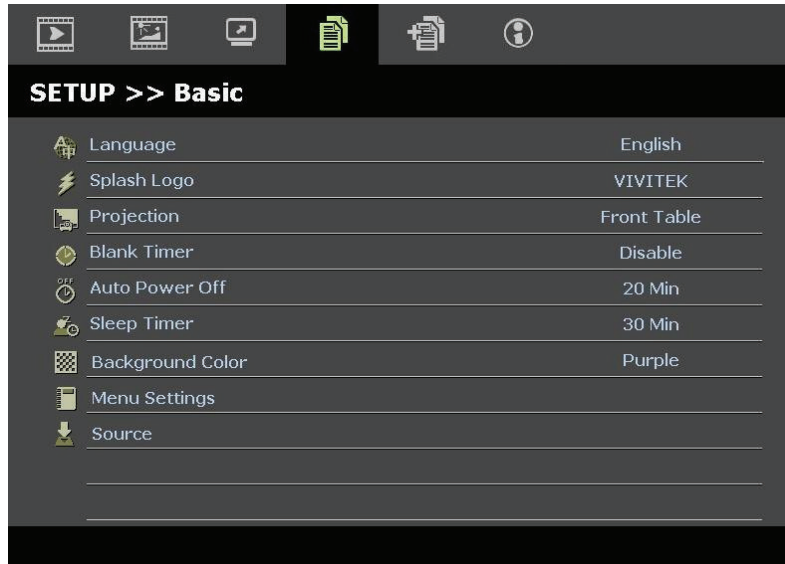 SETUP >> Basic
Language English
Splash Logo VIVITEK
Projection Front Table
Blank Timer Disable
OFF
Auto Power Off 20 Min
Sleep Timer 30 Min
Background Color Purple
Menu Settings
Source